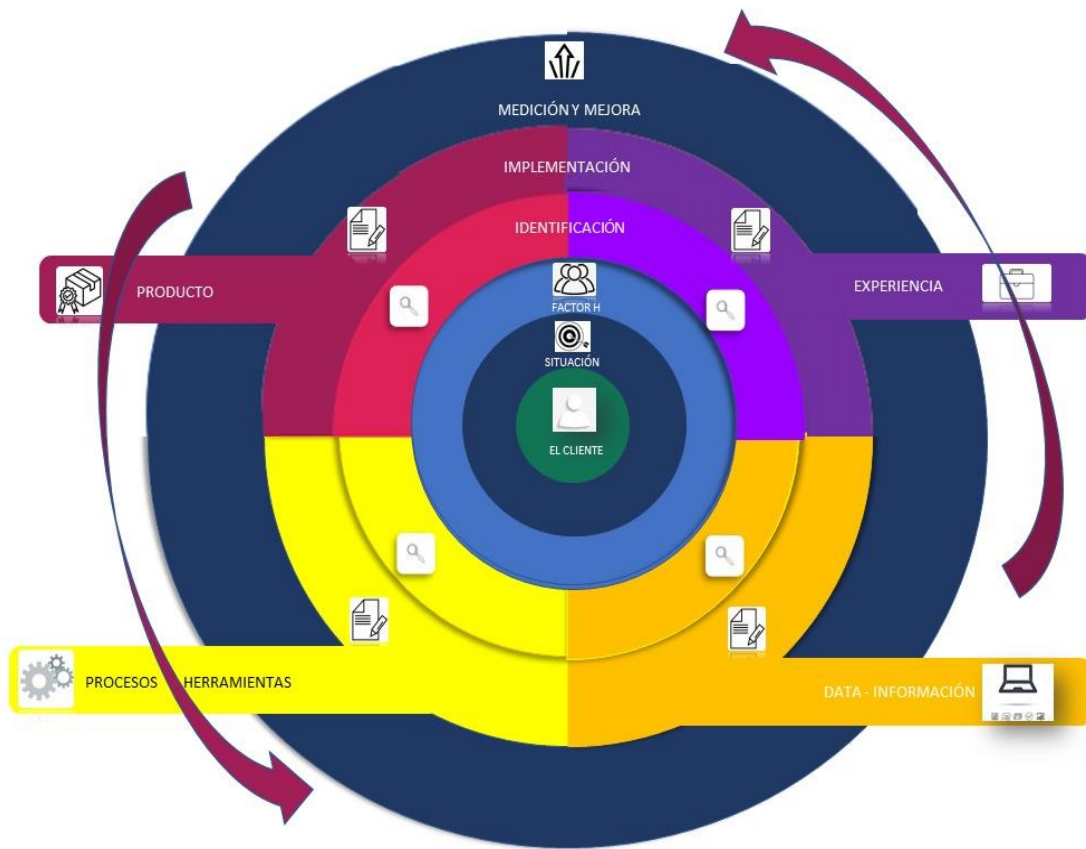 MEDICIÓN Y MEJORA
IMPLEMENTACIÓN
IDENTIFICACIÓN
PRODUCTO
EXPERIENCIA
FACTOR H
SITUACIÓN
EL CLIENTE
PROCESOS HERRAMIENTAS
DATA - INFORMACIÓN